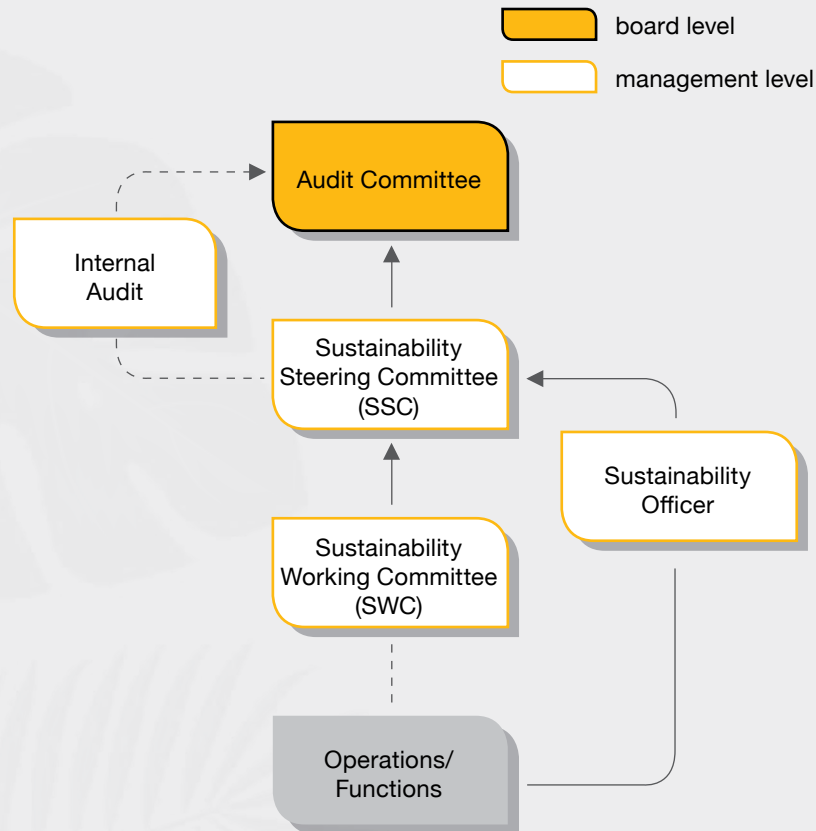 board level
management level
Audit Committee
Internal
Audit
Sustainability
Steering Committee
(SSC)
Sustainability
Officer
Sustainability
Working Committee
(SWC)
Operations/
Functions